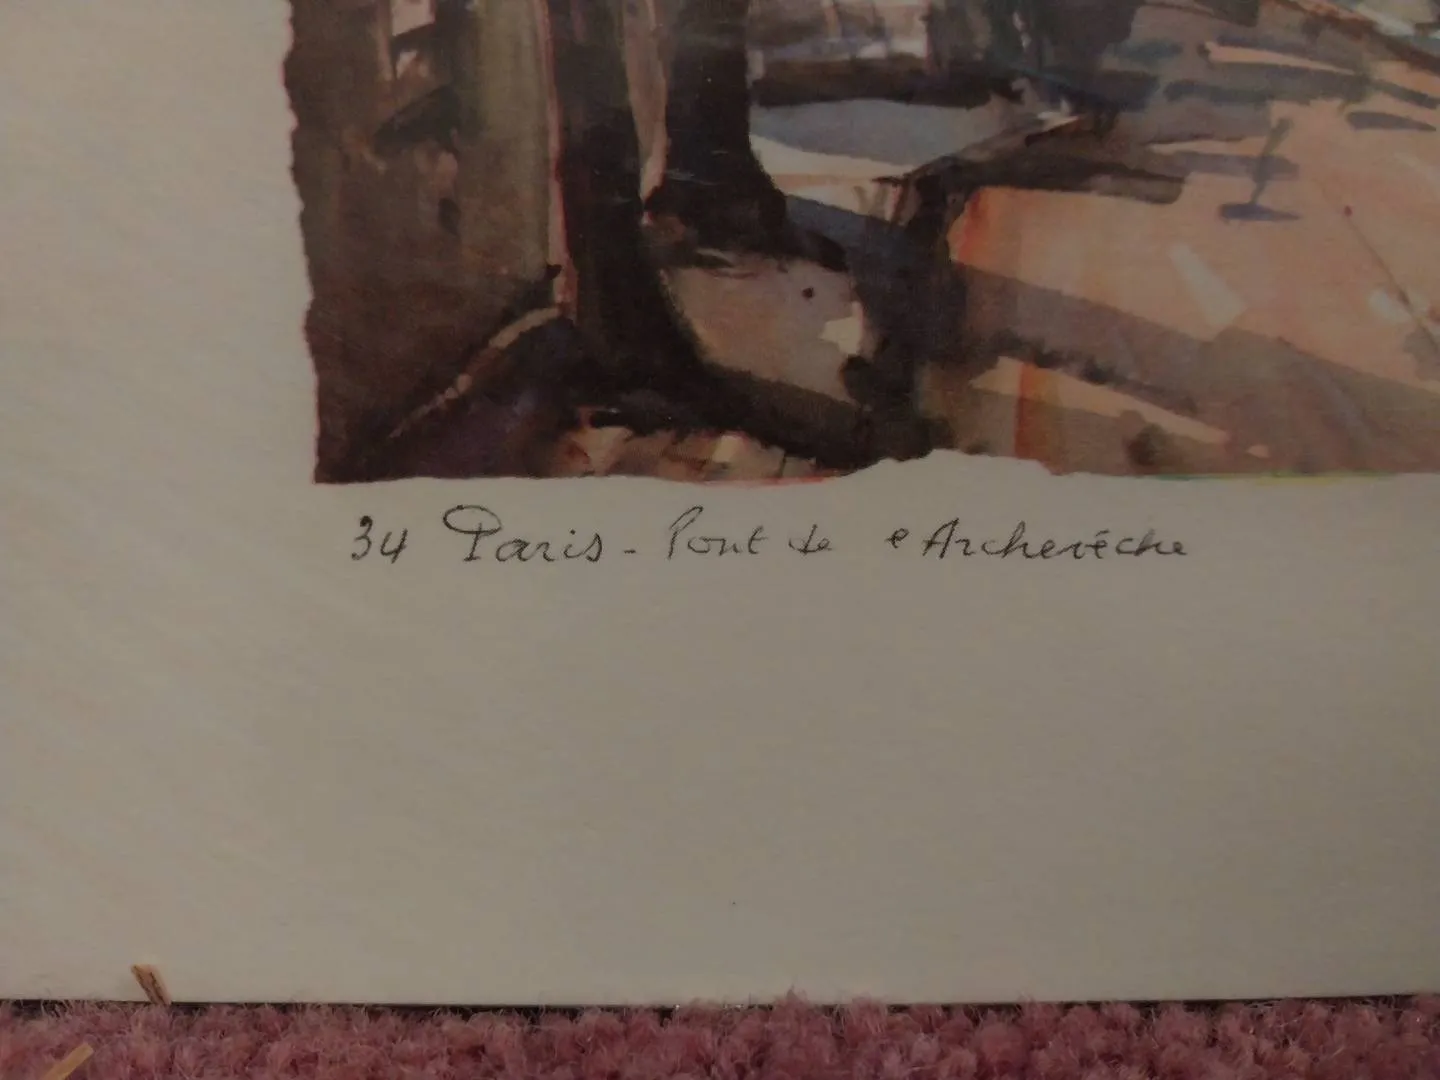 34 Paris - Pont de e Archevêche